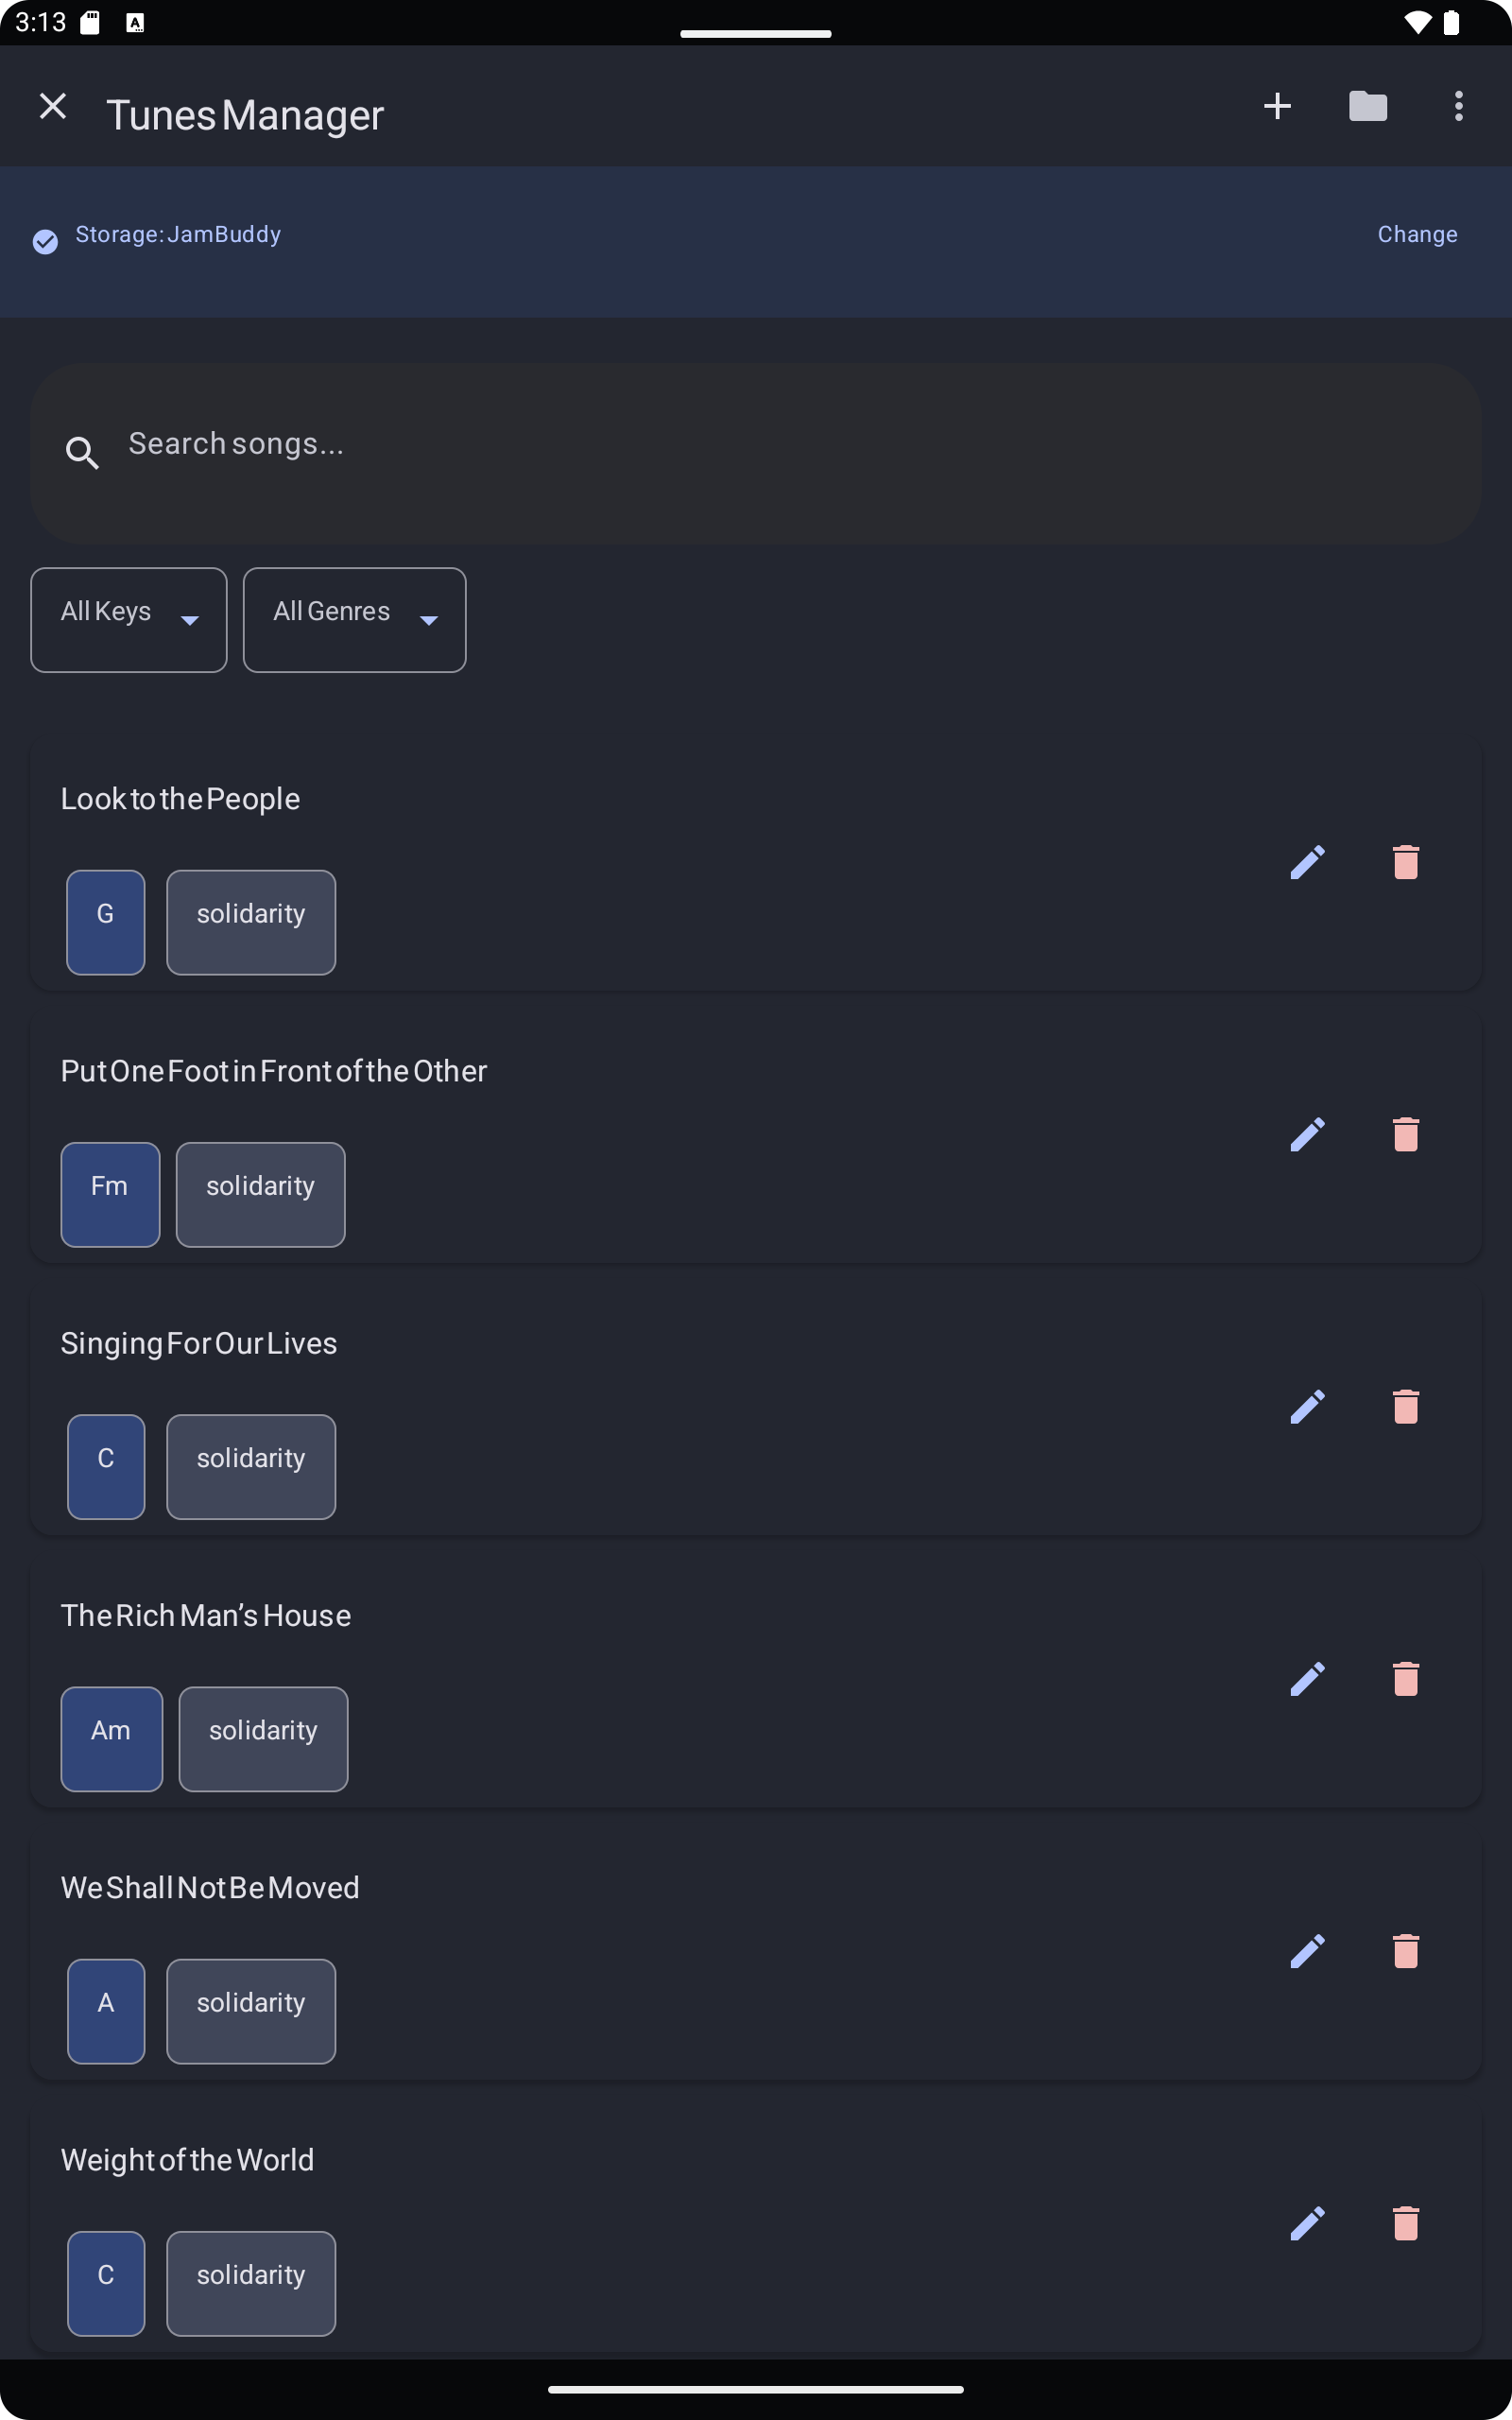 3:13
Tunes Manager
Storage: JamBuddy
Change
Search songs...
All Keys
All Genres
Look to the People
G
solidarity
Put One Foot in Front of the Other
Fm
solidarity
Singing For Our Lives
C
solidarity
The Rich Man’s House
Am
solidarity
We Shall Not Be Moved
A
solidarity
Weight of the World
C
solidarity